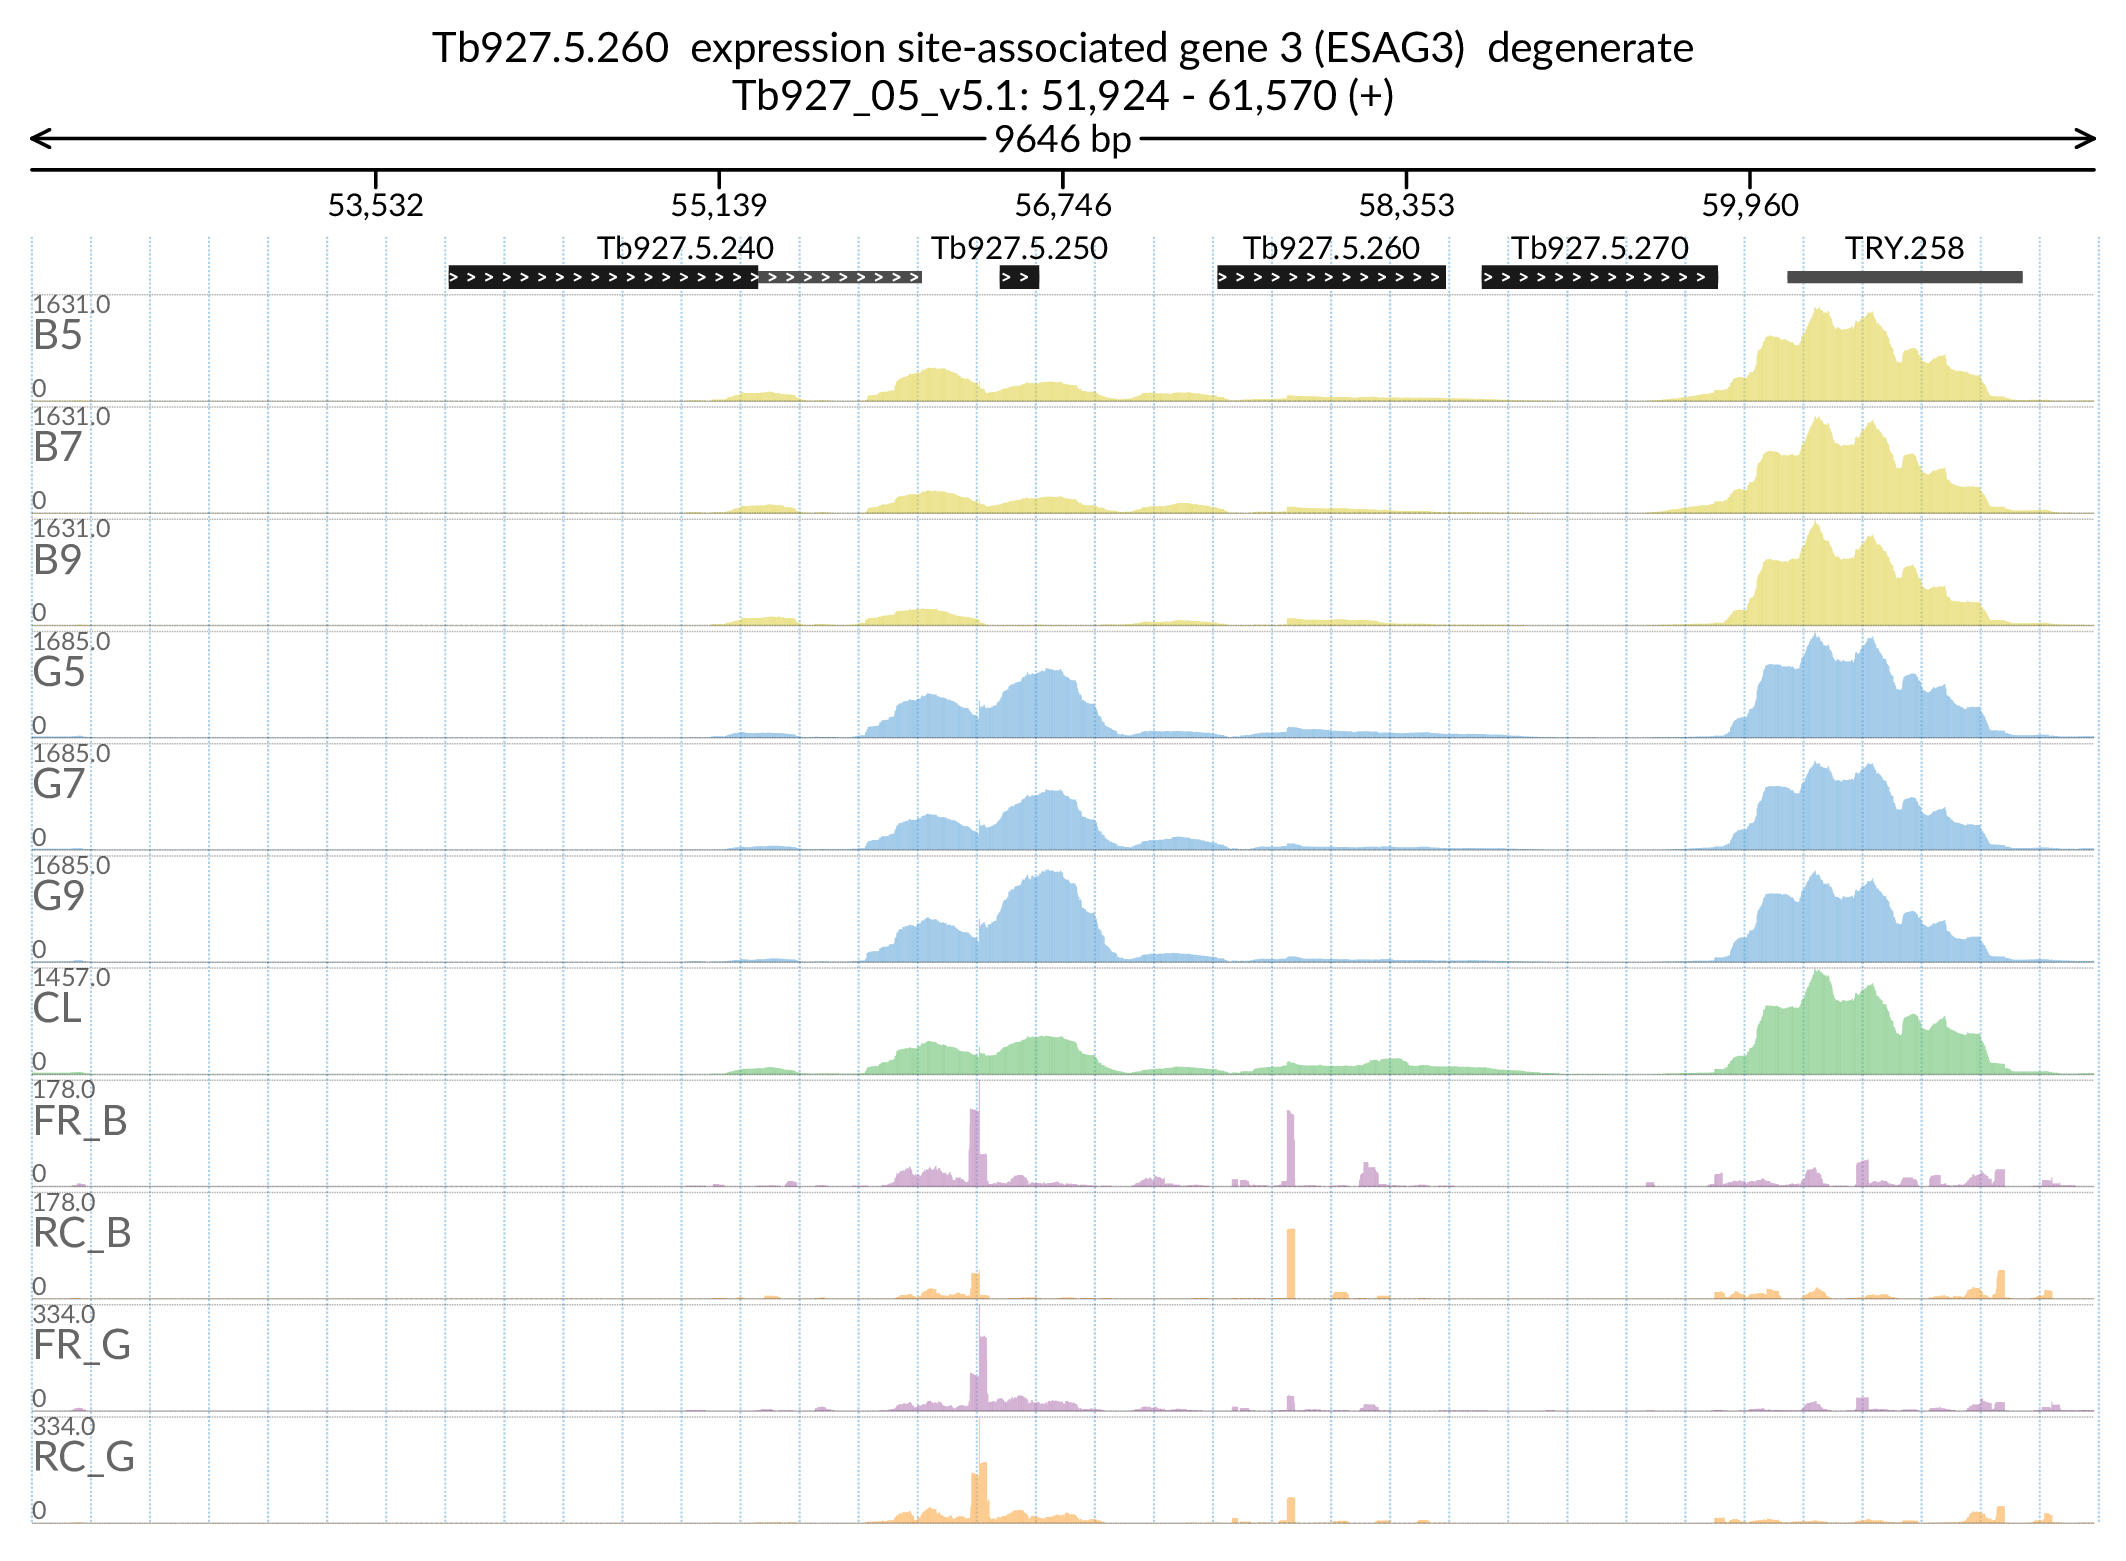 Tb927.5.260  expression site-associated gene 3 (ESAG3)  degenerate
Tb927_05_v5.1: 51,924 - 61,570 (+)
9646 bp
53,532 55,139 56,746 58,353 59,960
Tb927.5.240 Tb927.5.250 Tb927.5.260 Tb927.5.270 TRY.258
1631.0
B5
0
1631.0
B7
0
1631.0
B9
0
1685.0
G5
0
1685.0
G7
0
1685.0
G9
0
1457.0
CL
0
178.0
FR_B
0
178.0
RC_B
0
334.0
FR_G
0
334.0
RC_G
0